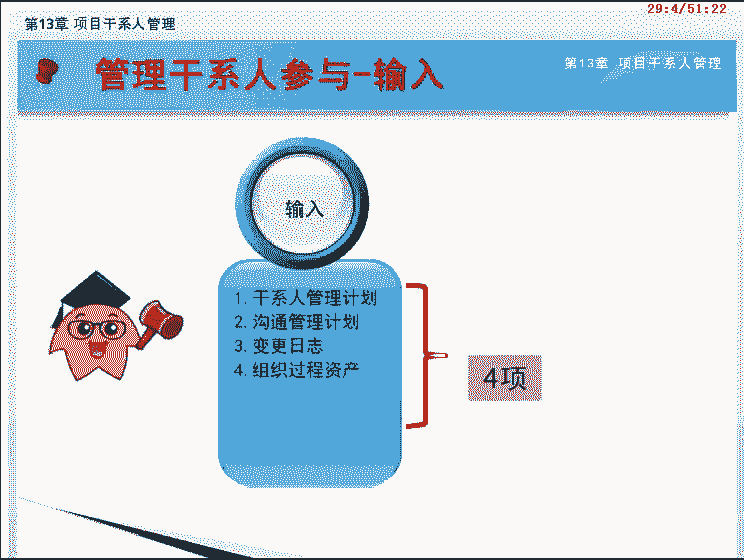 29:4/51:22
第13章 项目干系人管理
管理干系人参与-输入
第13章 项目干系人管理
输入
1. 干系人管理计划
2. 沟通管理计划
3. 变更日志
4. 组织过程资产
4项